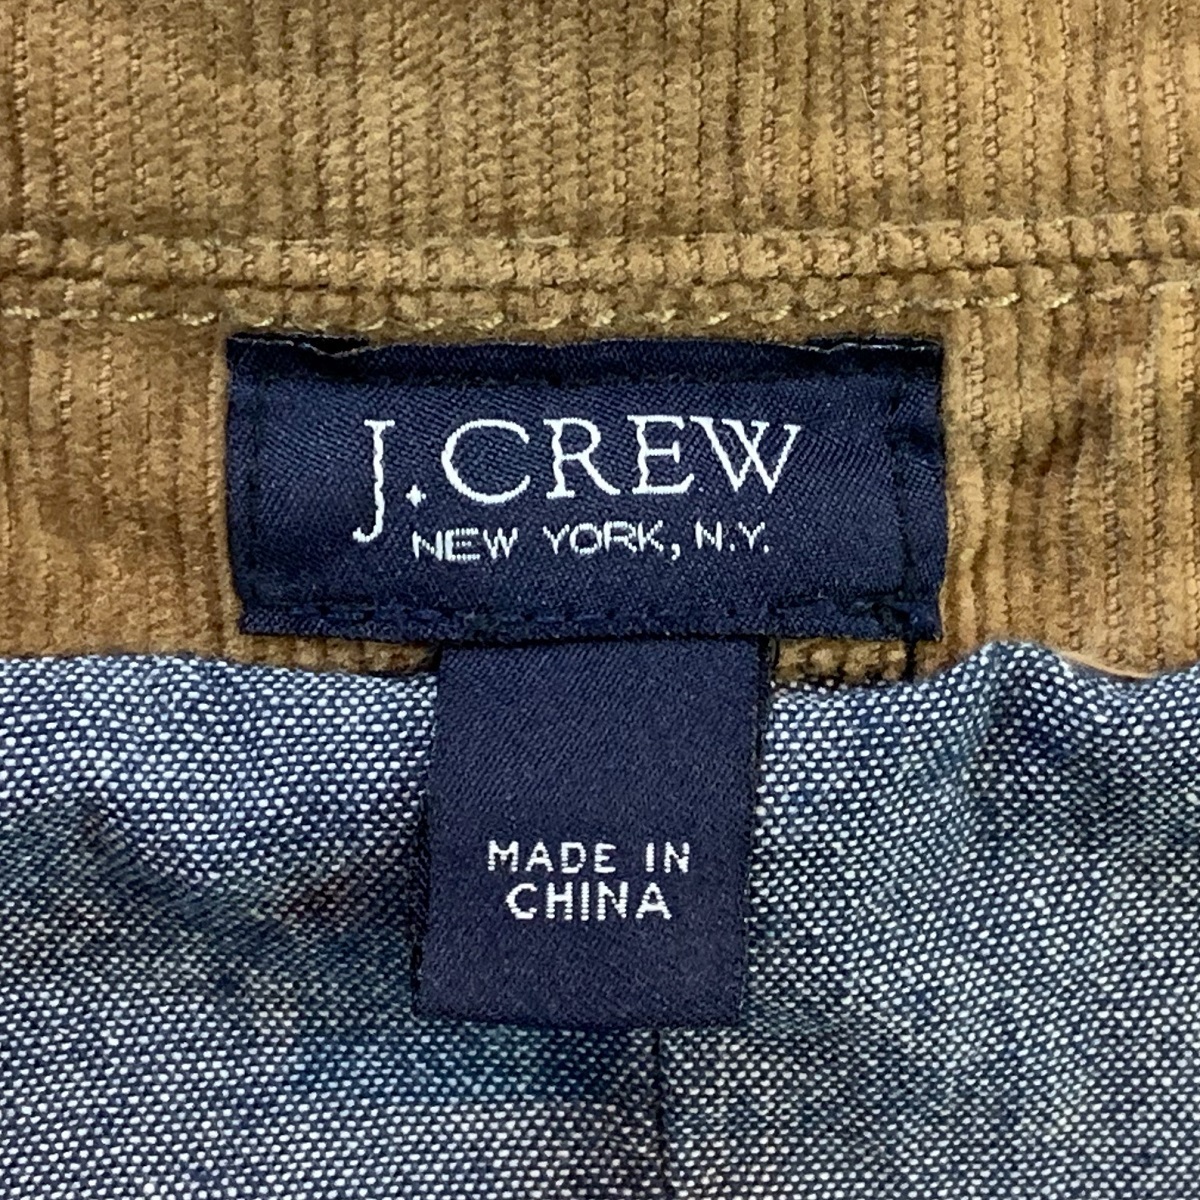 J.CREW
NEW YORK, N.Y.
MADE IN
CHINA